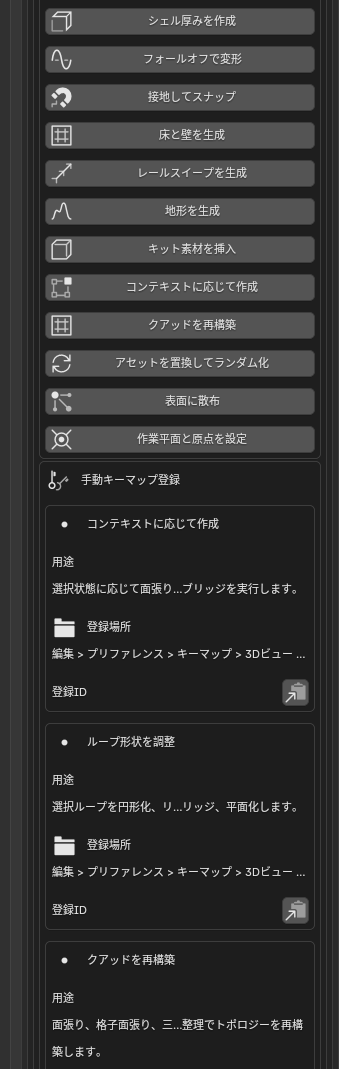 シェル厚みを作成
フォールオフで変形
接地してスナップ
床と壁を生成
レールスイープを生成
地形を生成
キット素材を挿入
コンテキストに応じて作成
クアッドを再構築
アセットを置換してランダム化
表面に散布
作業平面と原点を設定
手動キーマップ登録
コンテキストに応じて作成
用途
選択状態に応じて面張り...ブリッジを実行します。
登録場所
編集 > プリファレンス > キーマップ > 3Dビュー ...
登録ID
ループ形状を調整
用途
選択ループを円形化、リ...リッジ、平面化します。
登録場所
編集 > プリファレンス > キーマップ > 3Dビュー ...
登録ID
クアッドを再構築
用途
面張り、格子面張り、三...整理でトポロジーを再構
築します。